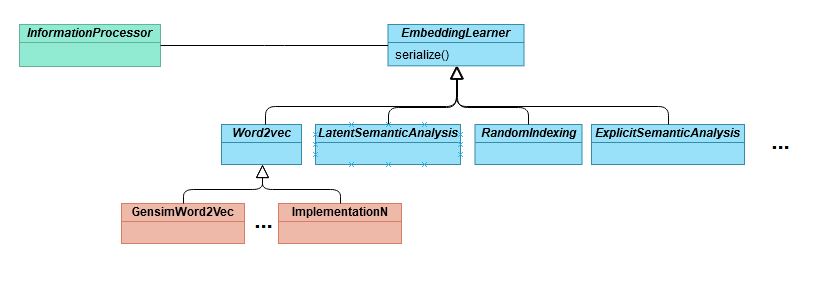 InformationProcessor
EmbeddingLearner
serialize()
Word2vec
LatentSemanticAnalysis
RandomIndexing
ExplicitSemanticAnalysis
...
GensimWord2Vec
...
ImplementationN